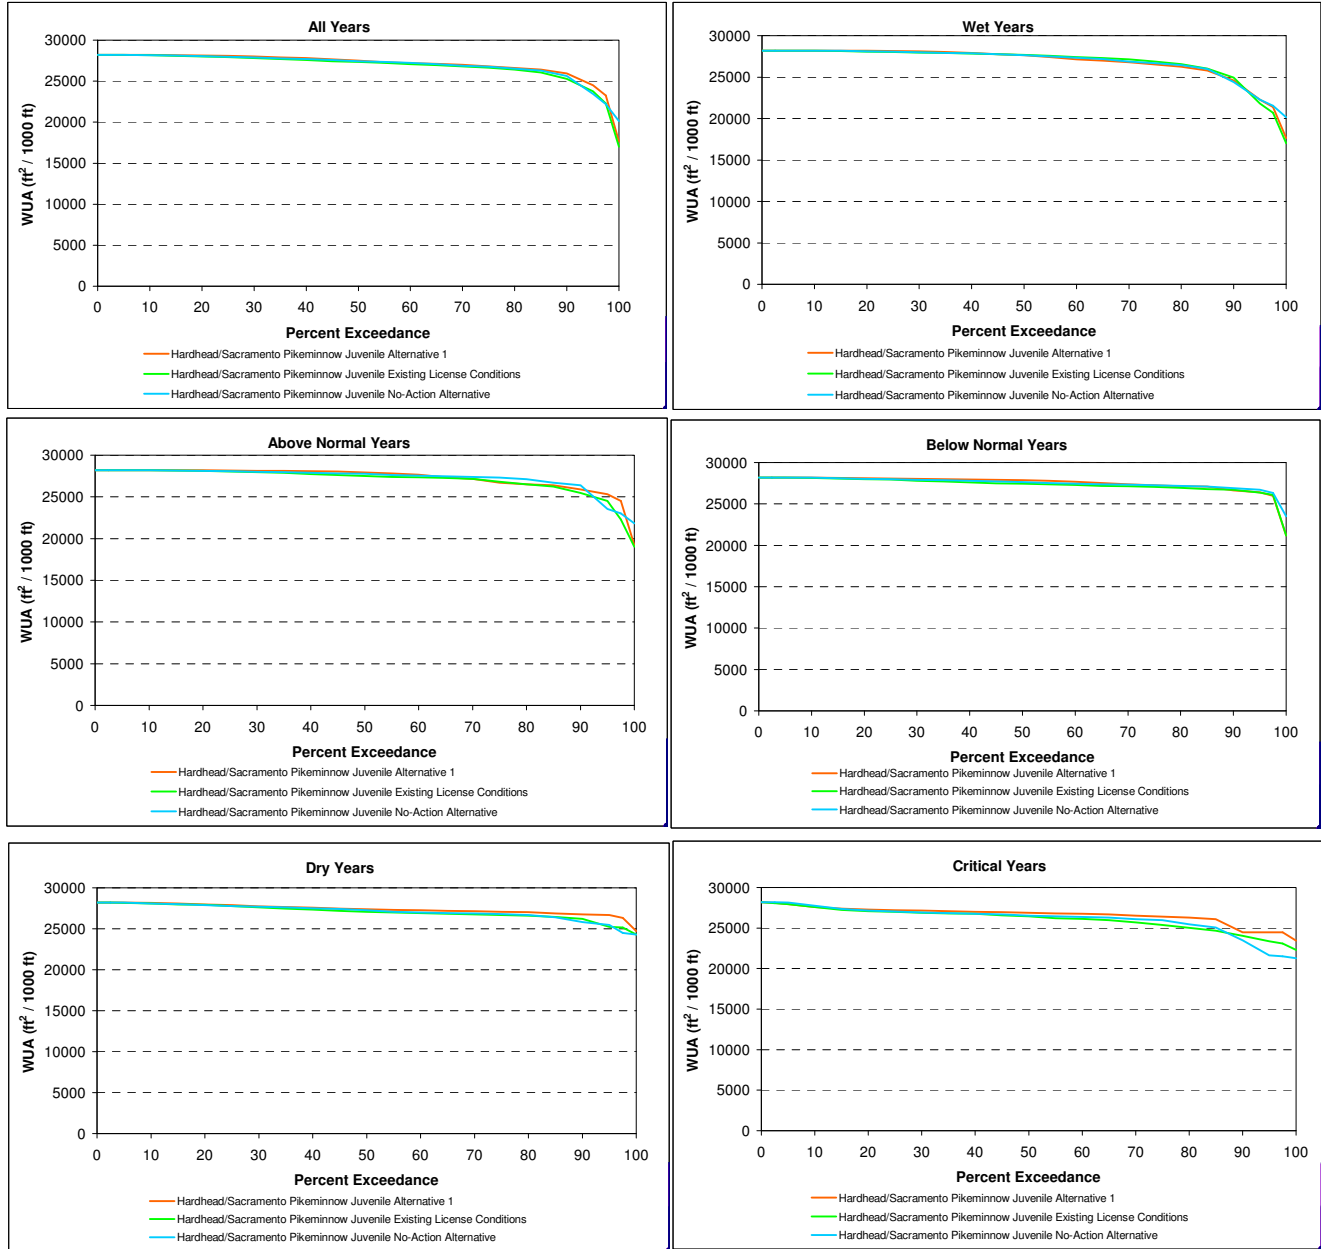 All Years
30000
25000
20000
15000
10000
5000
0
WUA (ft² / 1000 ft)
0 10 20 30 40 50 60 70 80 90 100
Percent Exceedance
Hardhead/Sacramento Pikeminnow Juvenile Alternative 1
Hardhead/Sacramento Pikeminnow Juvenile Existing License Conditions
Hardhead/Sacramento Pikeminnow Juvenile No-Action Alternative
Wet Years
30000
25000
20000
15000
10000
5000
0
WUA (ft² / 1000 ft)
0 10 20 30 40 50 60 70 80 90 100
Percent Exceedance
Hardhead/Sacramento Pikeminnow Juvenile Alternative 1
Hardhead/Sacramento Pikeminnow Juvenile Existing License Conditions
Hardhead/Sacramento Pikeminnow Juvenile No-Action Alternative
Above Normal Years
30000
25000
20000
15000
10000
5000
0
WUA (ft² / 1000 ft)
0 10 20 30 40 50 60 70 80 90 100
Percent Exceedance
Hardhead/Sacramento Pikeminnow Juvenile Alternative 1
Hardhead/Sacramento Pikeminnow Juvenile Existing License Conditions
Hardhead/Sacramento Pikeminnow Juvenile No-Action Alternative
Below Normal Years
30000
25000
20000
15000
10000
5000
0
WUA (ft² / 1000 ft)
0 10 20 30 40 50 60 70 80 90 100
Percent Exceedance
Hardhead/Sacramento Pikeminnow Juvenile Alternative 1
Hardhead/Sacramento Pikeminnow Juvenile Existing License Conditions
Hardhead/Sacramento Pikeminnow Juvenile No-Action Alternative
Dry Years
30000
25000
20000
15000
10000
5000
0
WUA (ft² / 1000 ft)
0 10 20 30 40 50 60 70 80 90 100
Percent Exceedance
Hardhead/Sacramento Pikeminnow Juvenile Alternative 1
Hardhead/Sacramento Pikeminnow Juvenile Existing License Conditions
Hardhead/Sacramento Pikeminnow Juvenile No-Action Alternative
Critical Years
30000
25000
20000
15000
10000
5000
0
WUA (ft² / 1000 ft)
0 10 20 30 40 50 60 70 80 90 100
Percent Exceedance
Hardhead/Sacramento Pikeminnow Juvenile Alternative 1
Hardhead/Sacramento Pikeminnow Juvenile Existing License Conditions
Hardhead/Sacramento Pikeminnow Juvenile No-Action Alternative